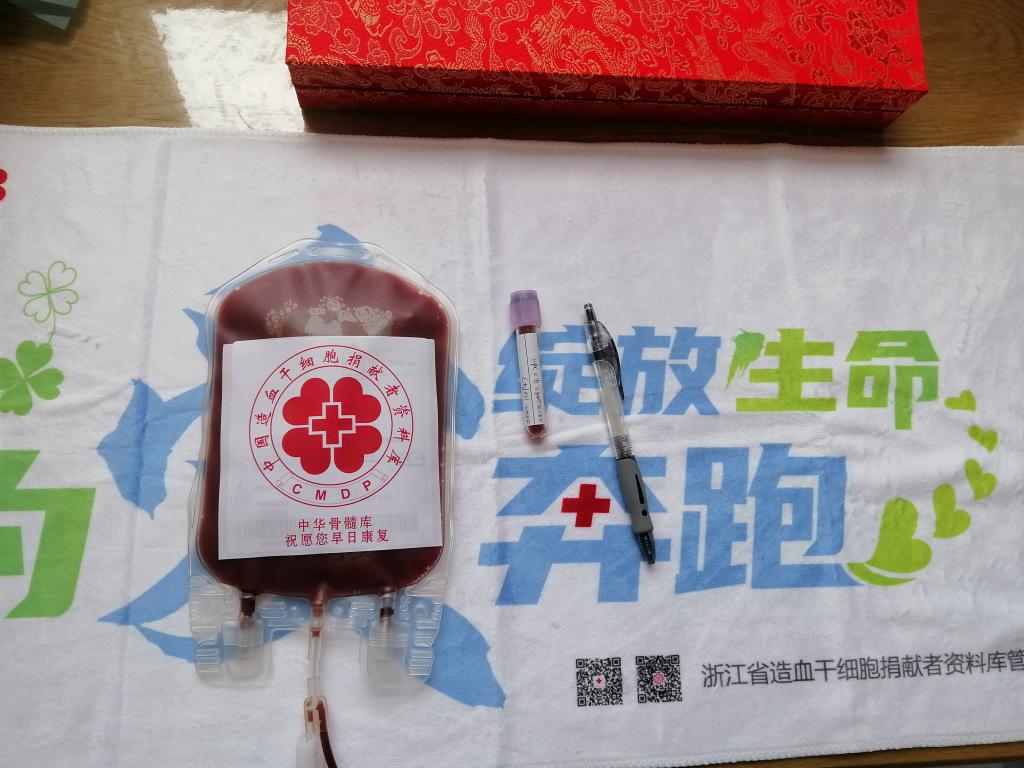 中国造血干细胞捐献者资料库
CMDP
中华骨髓库
祝愿您早日康复
绽放生命
奔跑
浙江省造血干细胞捐献者资料库管